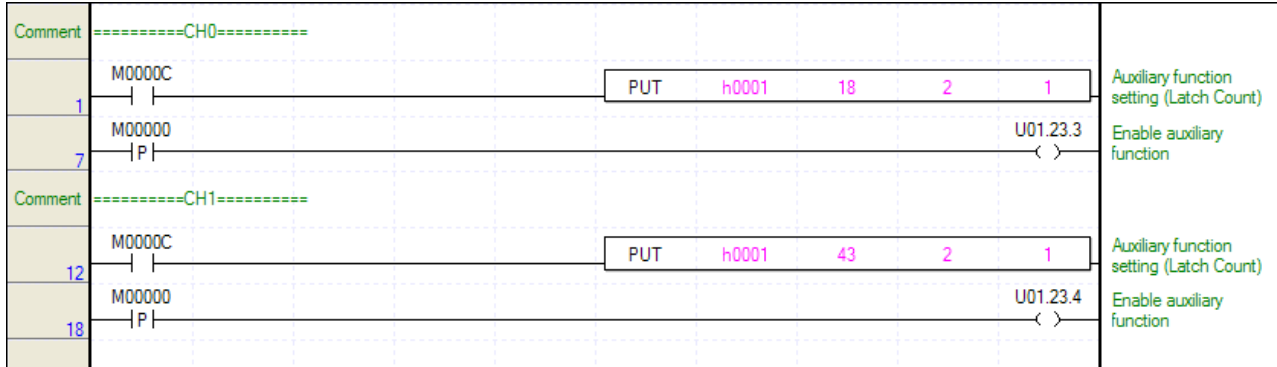 Comment ==========CH0==========
M0000C
1 PUT h0001 18 2 1 Auxiliary function
setting (Latch Count)
M00000 U01.23.3
7 P Enable auxiliary
function
Comment ==========CH1==========
M0000C
12 PUT h0001 43 2 1 Auxiliary function
setting (Latch Count)
M00000 U01.23.4
18 P Enable auxiliary
function